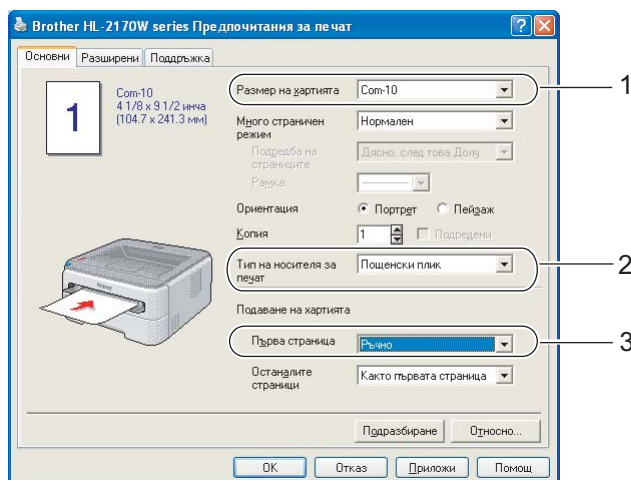 Brother HL-2170W series Предпочитания за печат
Основни Разширени Поддръжка
1
Com-10
4 1/8 x 9 1/2 инча
(104.7 x 241.3 мм)
Размер на хартията Com-10 1
Много страничен режим Нормален
Подредба на страниците Дясно, след това Долу
Рамка
Ориентация Портрет Пейзаж
Копия 1 Подредени
Тип на носителя за печат Пощенски плик 2
Подаване на хартията
Първа страница Ръчно 3
Останалите страници Както първата страница
Подразбиране Относно...
OK Отказ Приложи Помощ